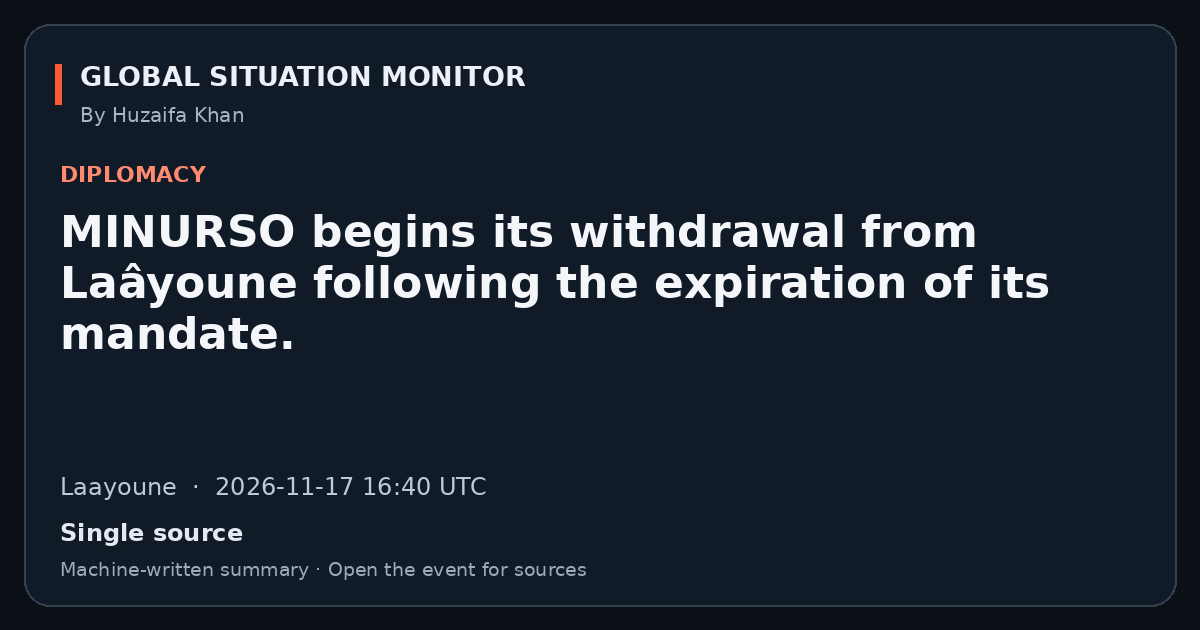 GLOBAL SITUATION MONITOR
By Huzaifa Khan
DIPLOMACY
MINURSO begins its withdrawal from
Laâyoune following the expiration of its
mandate.
Laayoune · 2026-11-17 16:40 UTC
Single source
Machine-written summary · Open the event for sources